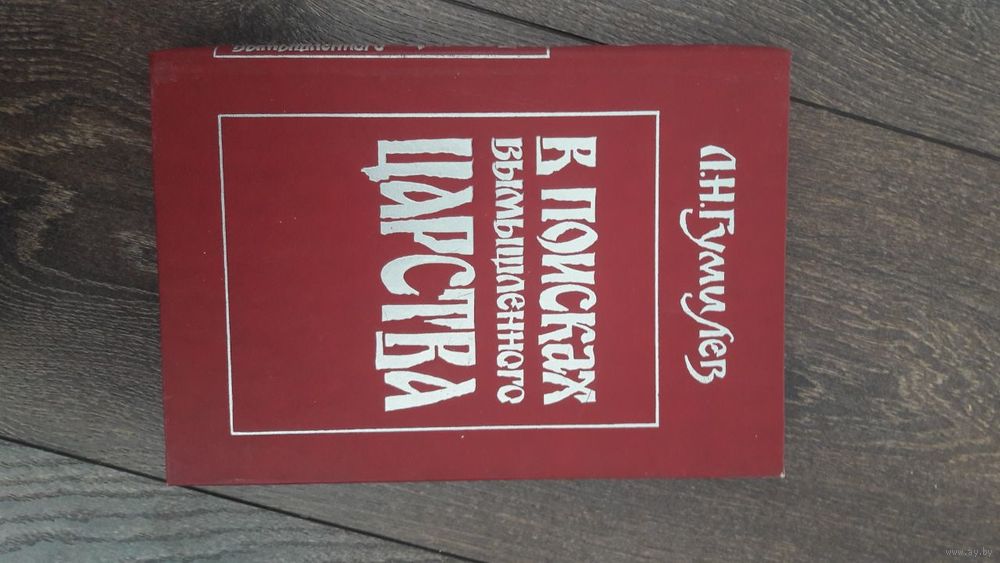 Л.Н. Гумилев
В ПОИСКАХ
ВЫМЫШЛЕННОГО
ЦАРСТВА
вымышленного
www.ay.by